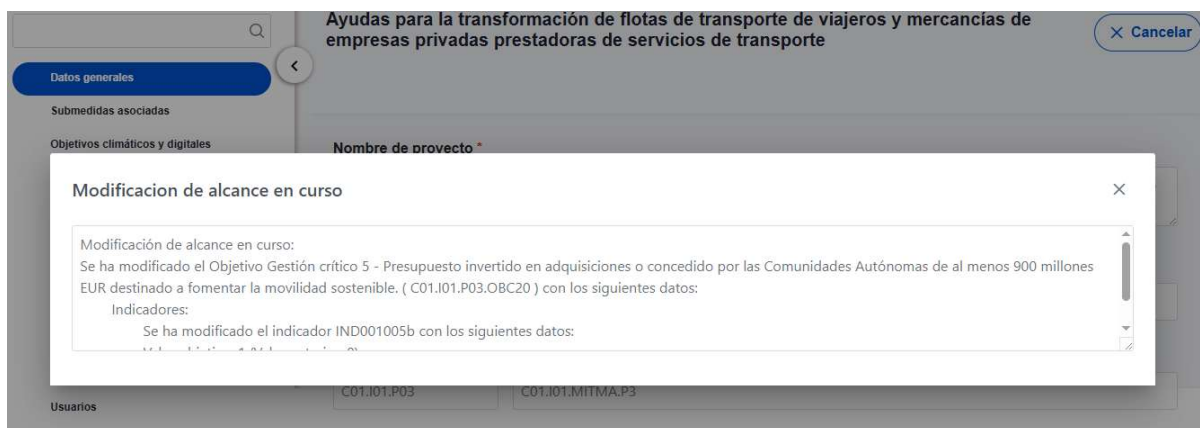 Ayudas para la transformación de flotas de transporte de viajeros y mercancías de
empresas privadas prestadoras de servicios de transporte
Cancelar
Datos generales
Submedidas asociadas
Objetivos climáticos y digitales
Nombre de proyecto *
Modificacion de alcance en curso
Modificación de alcance en curso:
Se ha modificado el Objetivo Gestión crítico 5 - Presupuesto invertido en adquisiciones o concedido por las Comunidades Autónomas de al menos 900 millones
EUR destinado a fomentar la movilidad sostenible. ( C01.I01.P03.OBC20 ) con los siguientes datos:
Indicadores:
Se ha modificado el indicador IND001005b con los siguientes datos:
C01.I01.P03
C01.I01.MITMA.P3
Usuarios